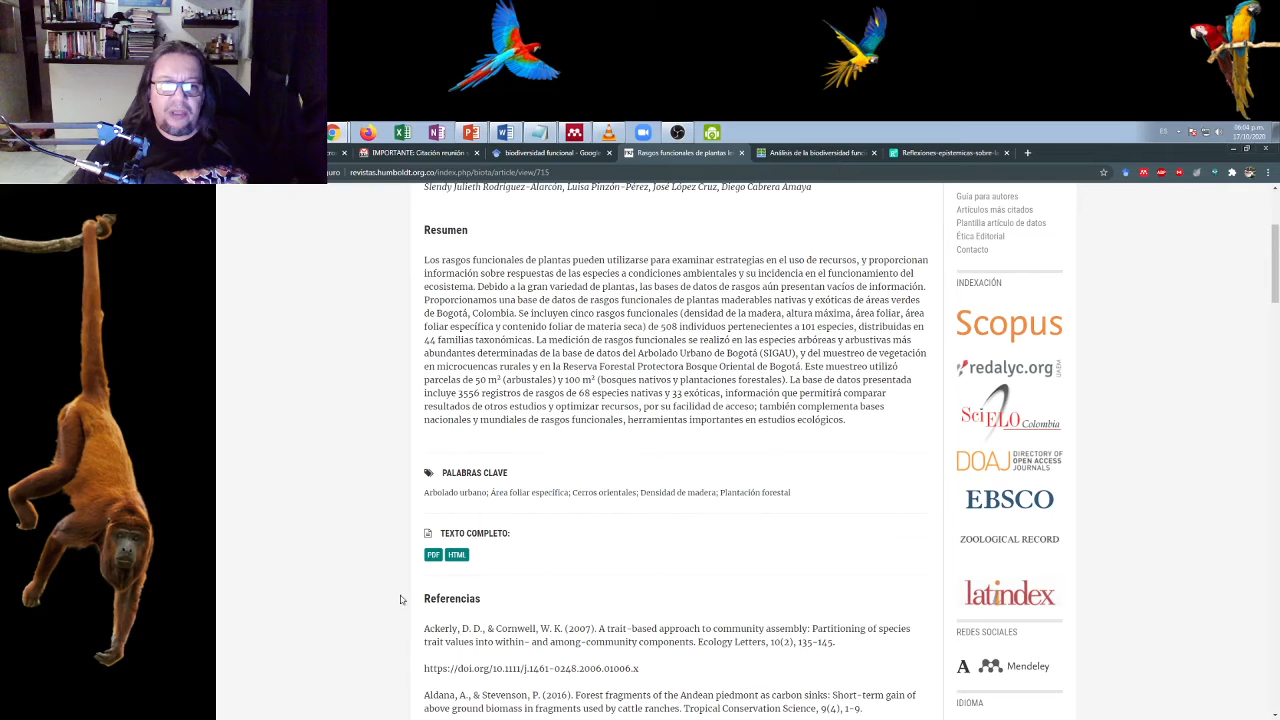 ES
06:04 p.m.
17/10/2020
IMPORTANTE: Citación reunión s
biodiversidad funcional - Google
Rasgos funcionales de plantas le
Análisis de la biodiversidad func
Reflexiones-epistemicas-sobre-l
revistas.humboldt.org.co/index.php/biota/article/view/715
Slendy Julieth Rodríguez-Alarcón, Luisa Pinzón-Pérez, José López Cruz, Diego Cabrera Amaya
Resumen
Los rasgos funcionales de plantas pueden utilizarse para examinar estrategias en el uso de recursos, y proporcionan
información sobre respuestas de las especies a condiciones ambientales y su incidencia en el funcionamiento del
ecosistema. Debido a la gran variedad de plantas, las bases de datos de rasgos aún presentan vacíos de información.
Proporcionamos una base de datos de rasgos funcionales de plantas maderables nativas y exóticas de áreas verdes
de Bogotá, Colombia. Se incluyen cinco rasgos funcionales (densidad de la madera, altura máxima, área foliar, área
foliar específica y contenido foliar de materia seca) de 508 individuos pertenecientes a 101 especies, distribuidas en
44 familias taxonómicas. La medición de rasgos funcionales se realizó en las especies arbóreas y arbustivas más
abundantes determinadas de la base de datos del Arbolado Urbano de Bogotá (SIGAU), y del muestreo de vegetación
en microcuencas rurales y en la Reserva Forestal Protectora Bosque Oriental de Bogotá. Este muestreo utilizó
parcelas de 50 m² (arbustales) y 100 m² (bosques nativos y plantaciones forestales). La base de datos presentada
incluye 3556 registros de rasgos de 68 especies nativas y 33 exóticas, información que permitirá comparar
resultados de otros estudios y optimizar recursos, por su facilidad de acceso; también complementa bases
nacionales y mundiales de rasgos funcionales, herramientas importantes en estudios ecológicos.
PALABRAS CLAVE
Arbolado urbano; Área foliar específica; Cerros orientales; Densidad de madera; Plantación forestal
TEXTO COMPLETO:
PDF HTML
Referencias
Ackerly, D. D., & Cornwell, W. K. (2007). A trait-based approach to community assembly: Partitioning of species
trait values into within- and among-community components. Ecology Letters, 10(2), 135-145.
https://doi.org/10.1111/j.1461-0248.2006.01006.x
Aldana, A., & Stevenson, P. (2016). Forest fragments of the Andean piedmont as carbon sinks: Short-term gain of
above ground biomass in fragments used by cattle ranches. Tropical Conservation Science, 9(4), 1-9.
Guía para autores
Artículos más citados
Plantilla artículo de datos
Ética Editorial
Contacto
INDEXACIÓN
Scopus
redalyc.org UAEM
SciELO Colombia
DOAJ DIRECTORY OF
OPEN ACCESS
JOURNALS
EBSCO
ZOOLOGICAL RECORD
latindex
REDES SOCIALES
A Mendeley
IDIOMA